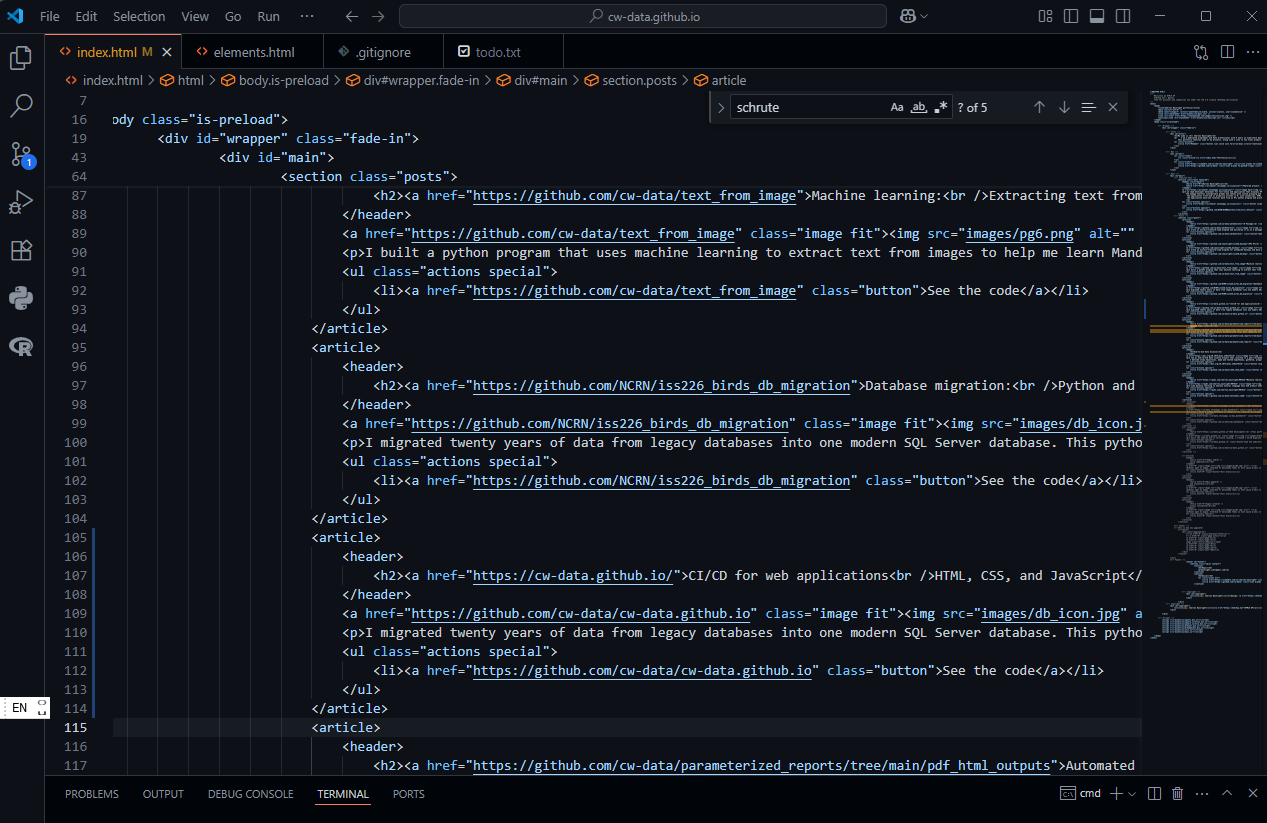 File Edit Selection View Go Run ··· cw-data.github.io
index.html M elements.html .gitignore todo.txt
index.html > html > body.is-preload > div#wrapper.fade-in > div#main > section.posts > article
schrute Aa ab .* ? of 5
7
16 ody class="is-preload">
19 <div id="wrapper" class="fade-in">
43 <div id="main">
64 <section class="posts">
87 <h2><a href="https://github.com/cw-data/text_from_image">Machine learning:<br />Extracting text from
88 </header>
89 <a href="https://github.com/cw-data/text_from_image" class="image fit"><img src="images/pg6.png" alt=""
90 <p>I built a python program that uses machine learning to extract text from images to help me learn Mand
91 <ul class="actions special">
92 <li><a href="https://github.com/cw-data/text_from_image" class="button">See the code</a></li>
93 </ul>
94 </article>
95 <article>
96 <header>
97 <h2><a href="https://github.com/NCRN/iss226_birds_db_migration">Database migration:<br />Python and
98 </header>
99 <a href="https://github.com/NCRN/iss226_birds_db_migration" class="image fit"><img src="images/db_icon.j
100 <p>I migrated twenty years of data from legacy databases into one modern SQL Server database. This pytho
101 <ul class="actions special">
102 <li><a href="https://github.com/NCRN/iss226_birds_db_migration" class="button">See the code</a></li>
103 </ul>
104 </article>
105 <article>
106 <header>
107 <h2><a href="https://cw-data.github.io/">CI/CD for web applications<br />HTML, CSS, and JavaScript</
108 </header>
109 <a href="https://github.com/cw-data/cw-data.github.io" class="image fit"><img src="images/db_icon.jpg" a
110 <p>I migrated twenty years of data from legacy databases into one modern SQL Server database. This pytho
111 <ul class="actions special">
112 <li><a href="https://github.com/cw-data/cw-data.github.io" class="button">See the code</a></li>
113 </ul>
114 </article>
115 <article>
116 <header>
117 <h2><a href="https://github.com/cw-data/parameterized_reports/tree/main/pdf_html_outputs">Automated
1
EN
PROBLEMS OUTPUT DEBUG CONSOLE TERMINAL PORTS cmd